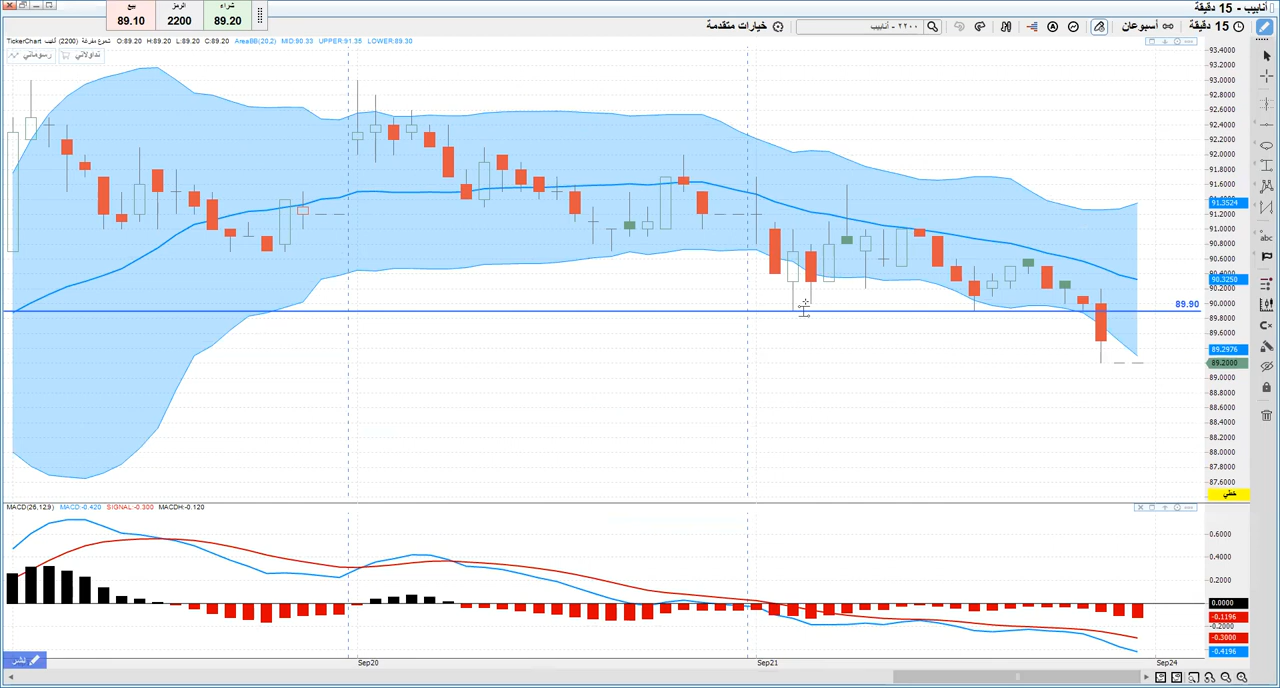 أنابيب - 15 دقيقة
بيع
89.10
الرمز
2200
شراء
89.20
15 دقيقة
أسبوعان
٢٢٠٠ - أنابيب
خيارات متقدمة
TickerChart (2200) أنابيب شموع مفرغة O:89.20 H:89.20 L:89.20 C:89.20 AreaBB(20,2) MID:90.33 UPPER:91.35 LOWER:89.30
رسوماتي
تداولاتي
93.4000
93.2000
93.0000
92.8000
92.6000
92.4000
92.2000
92.0000
91.8000
91.6000
91.3524
91.2000
91.0000
90.8000
90.6000
90.4000
90.3250
90.2000
90.0000
89.90
89.8000
89.6000
89.2976
89.2000
89.0000
88.8000
88.6000
88.4000
88.2000
88.0000
87.8000
87.6000
خطي
abc
MACD(26,12,9) MACD:-0.420 SIGNAL:-0.300 MACDH:-0.120
0.6000
0.4000
0.2000
0.0000
-0.1196
-0.2000
-0.3000
-0.4196
نشر
Sep20
Sep21
Sep24